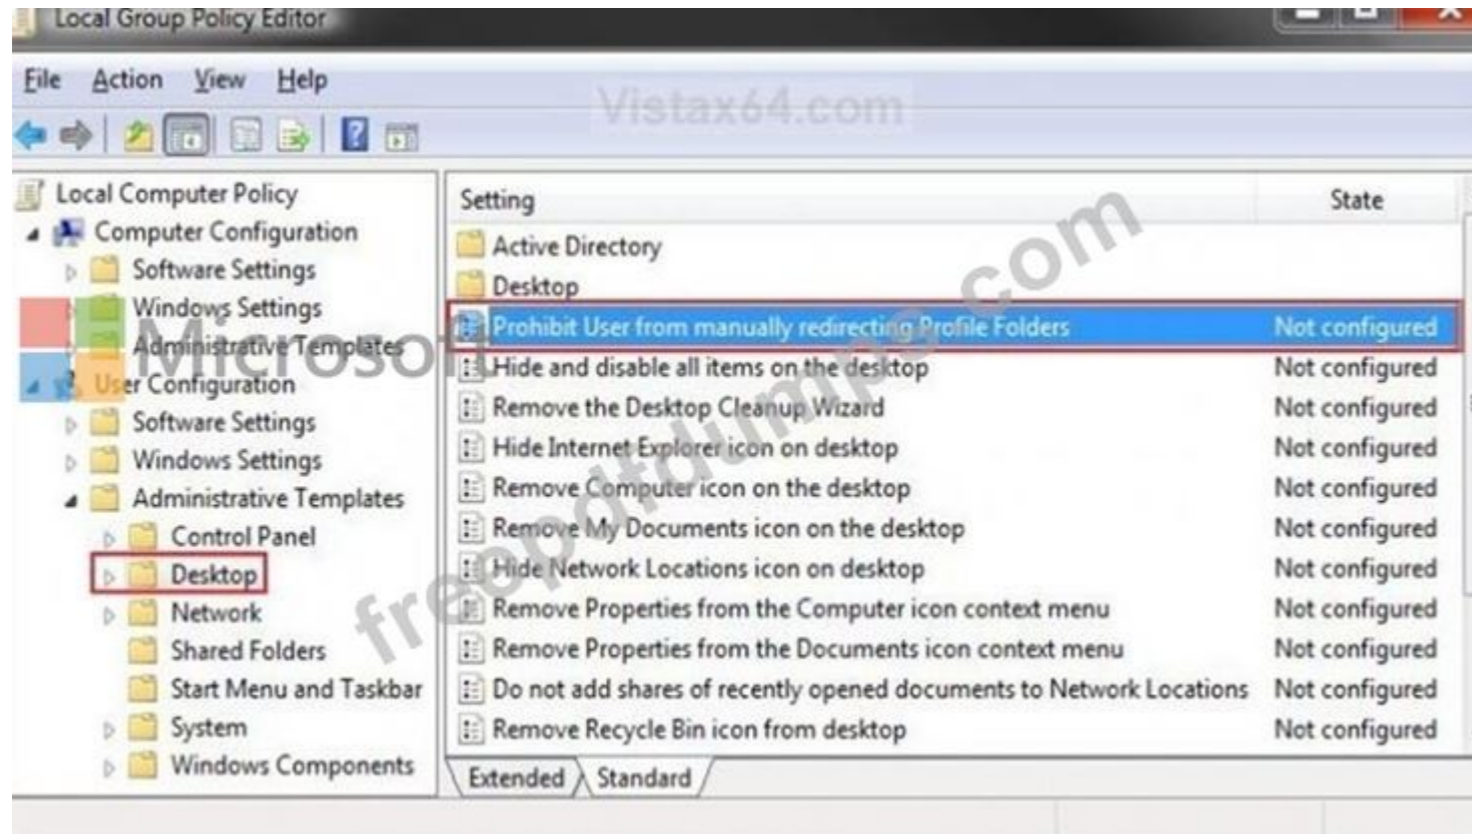 Local Group Policy Editor
File Action View Help
Vistax64.com
Local Computer Policy
Computer Configuration
Software Settings
Windows Settings
Administrative Templates
User Configuration
Software Settings
Windows Settings
Administrative Templates
Control Panel
Desktop
Network
Shared Folders
Start Menu and Taskbar
System
Windows Components
Setting State
Active Directory
Desktop
Prohibit User from manually redirecting Profile Folders Not configured
Hide and disable all items on the desktop Not configured
Remove the Desktop Cleanup Wizard Not configured
Hide Internet Explorer icon on desktop Not configured
Remove Computer icon on the desktop Not configured
Remove My Documents icon on the desktop Not configured
Hide Network Locations icon on desktop Not configured
Remove Properties from the Computer icon context menu Not configured
Remove Properties from the Documents icon context menu Not configured
Do not add shares of recently opened documents to Network Locations Not configured
Remove Recycle Bin icon from desktop Not configured
Extended Standard
Microsoft
freepdfdumps.com